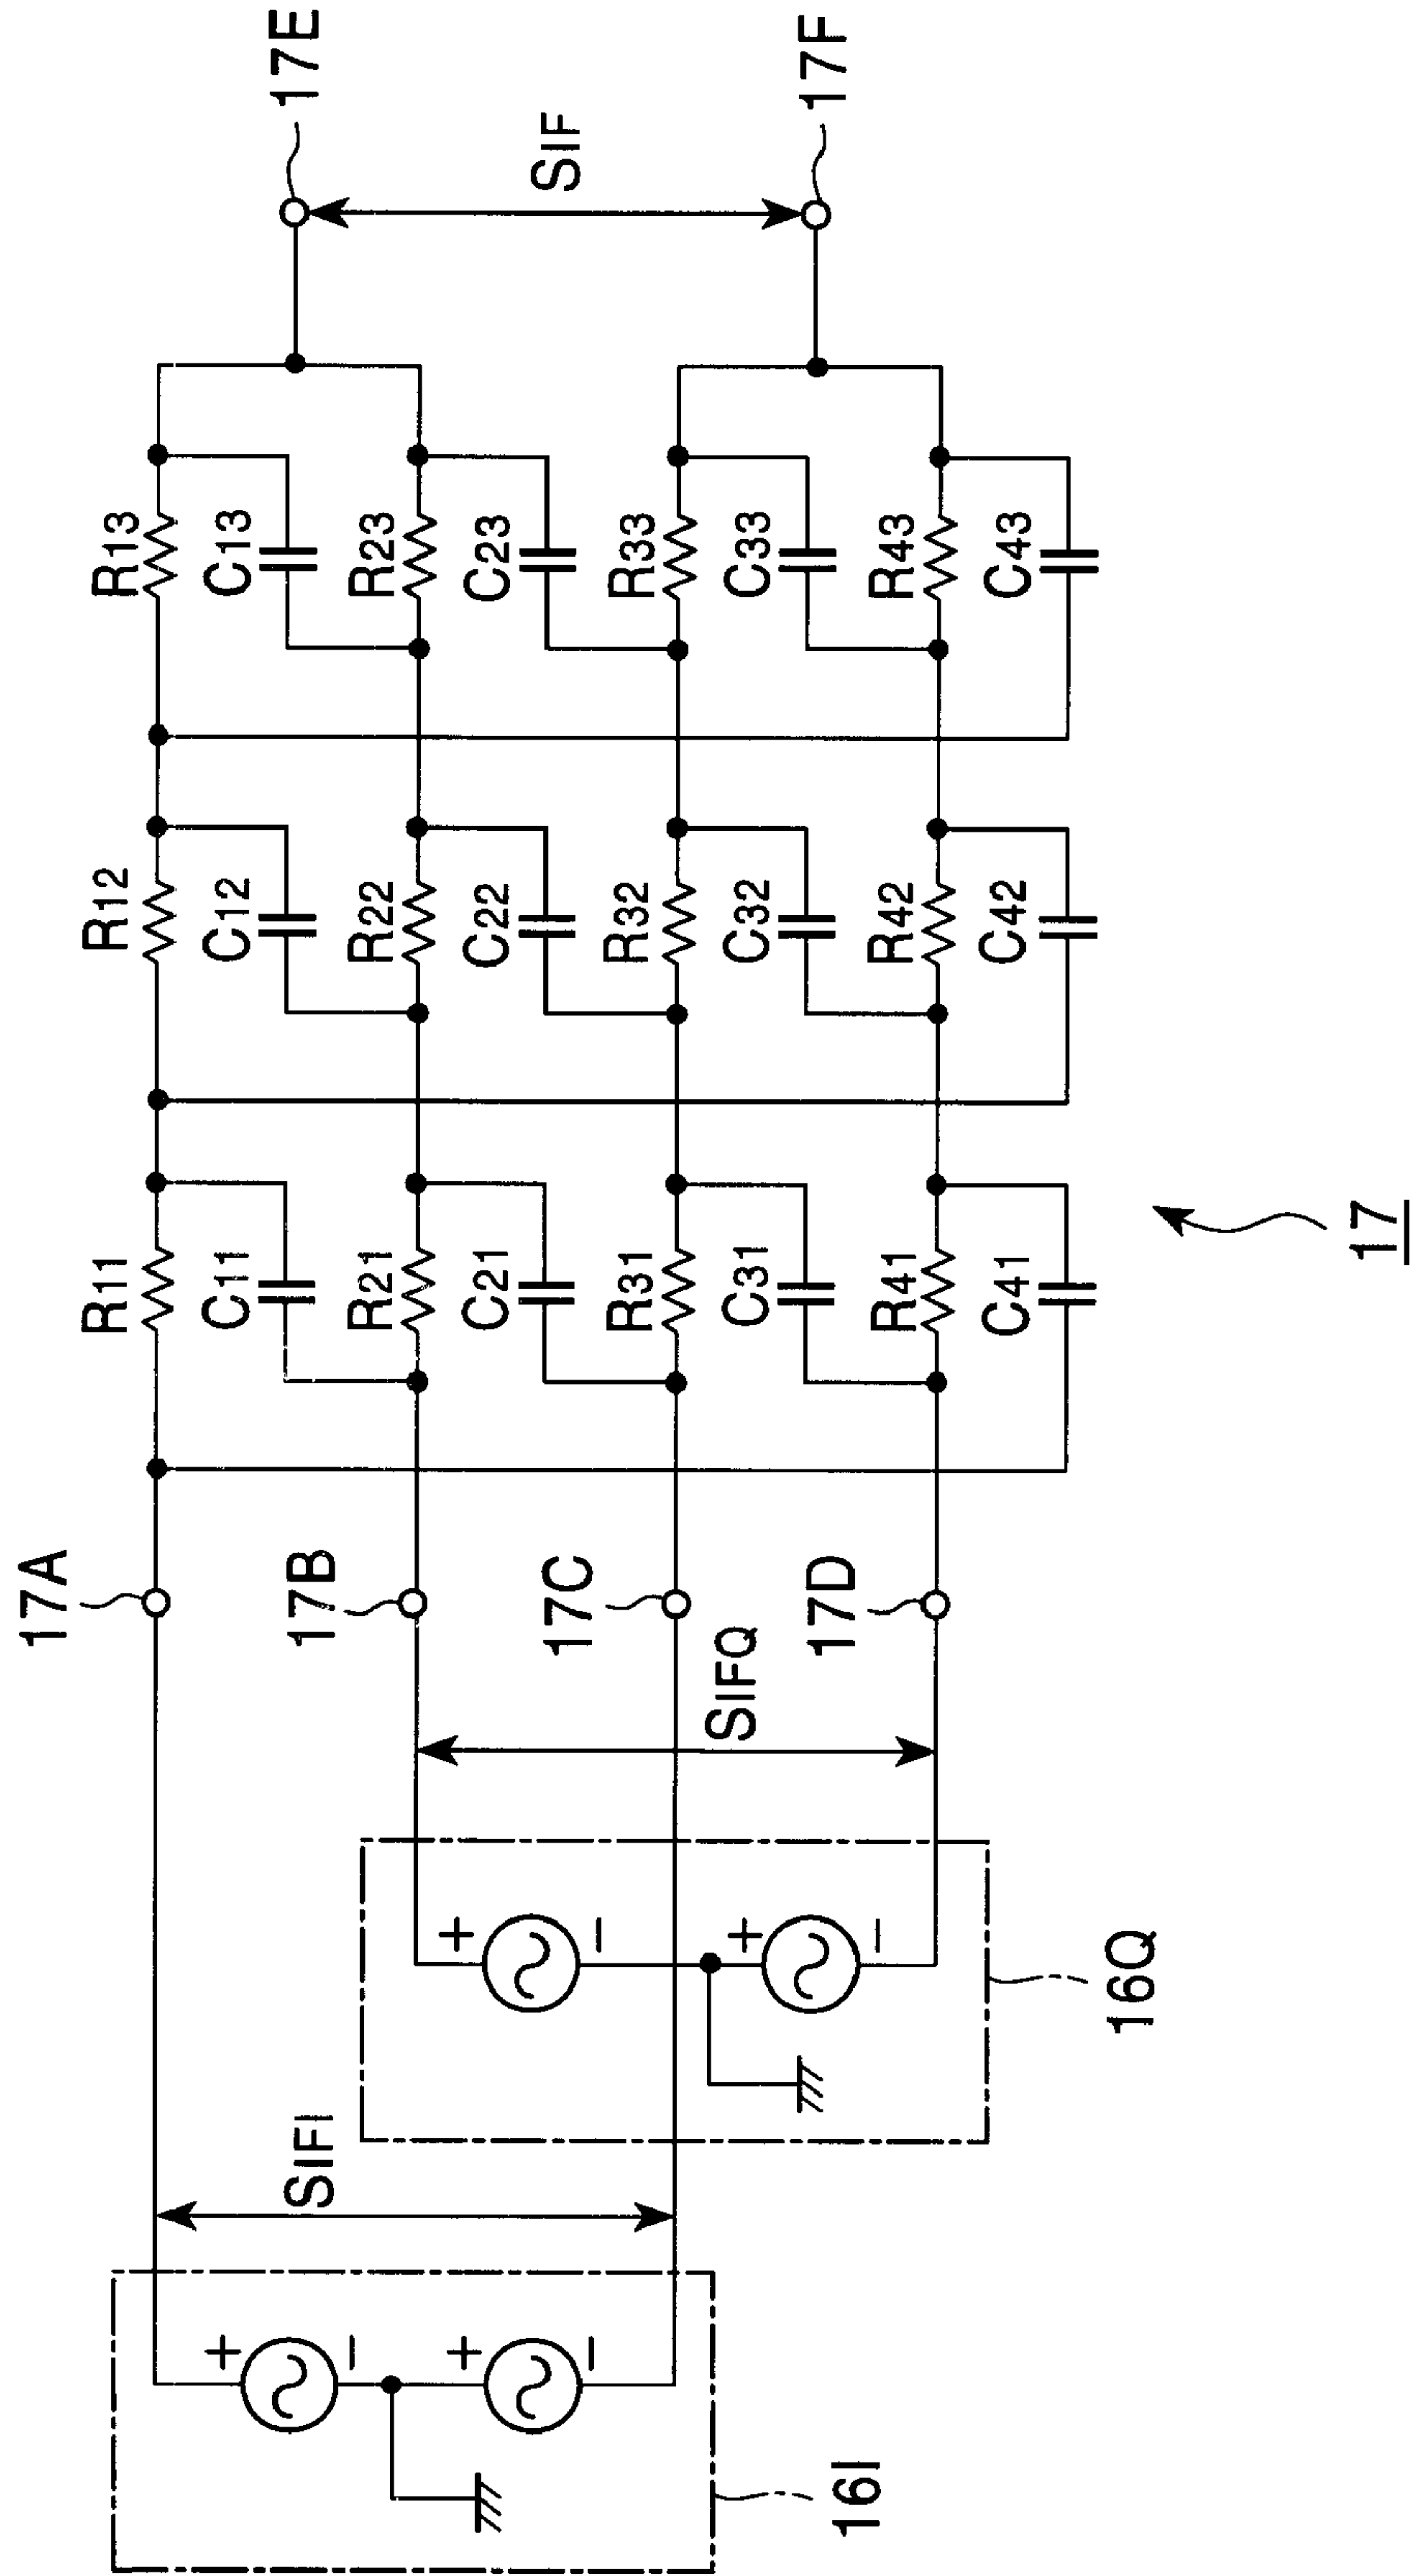 17A
17B
17C
17D
17E
17F
SIF
SIFI
SIFQ
16I
16Q
17
R11
C11
R21
C21
R31
C31
R41
C41
R12
C12
R22
C22
R32
C32
R42
C42
R13
C13
R23
C23
R33
C33
R43
C43
+
−
+
−
+
−
+
−